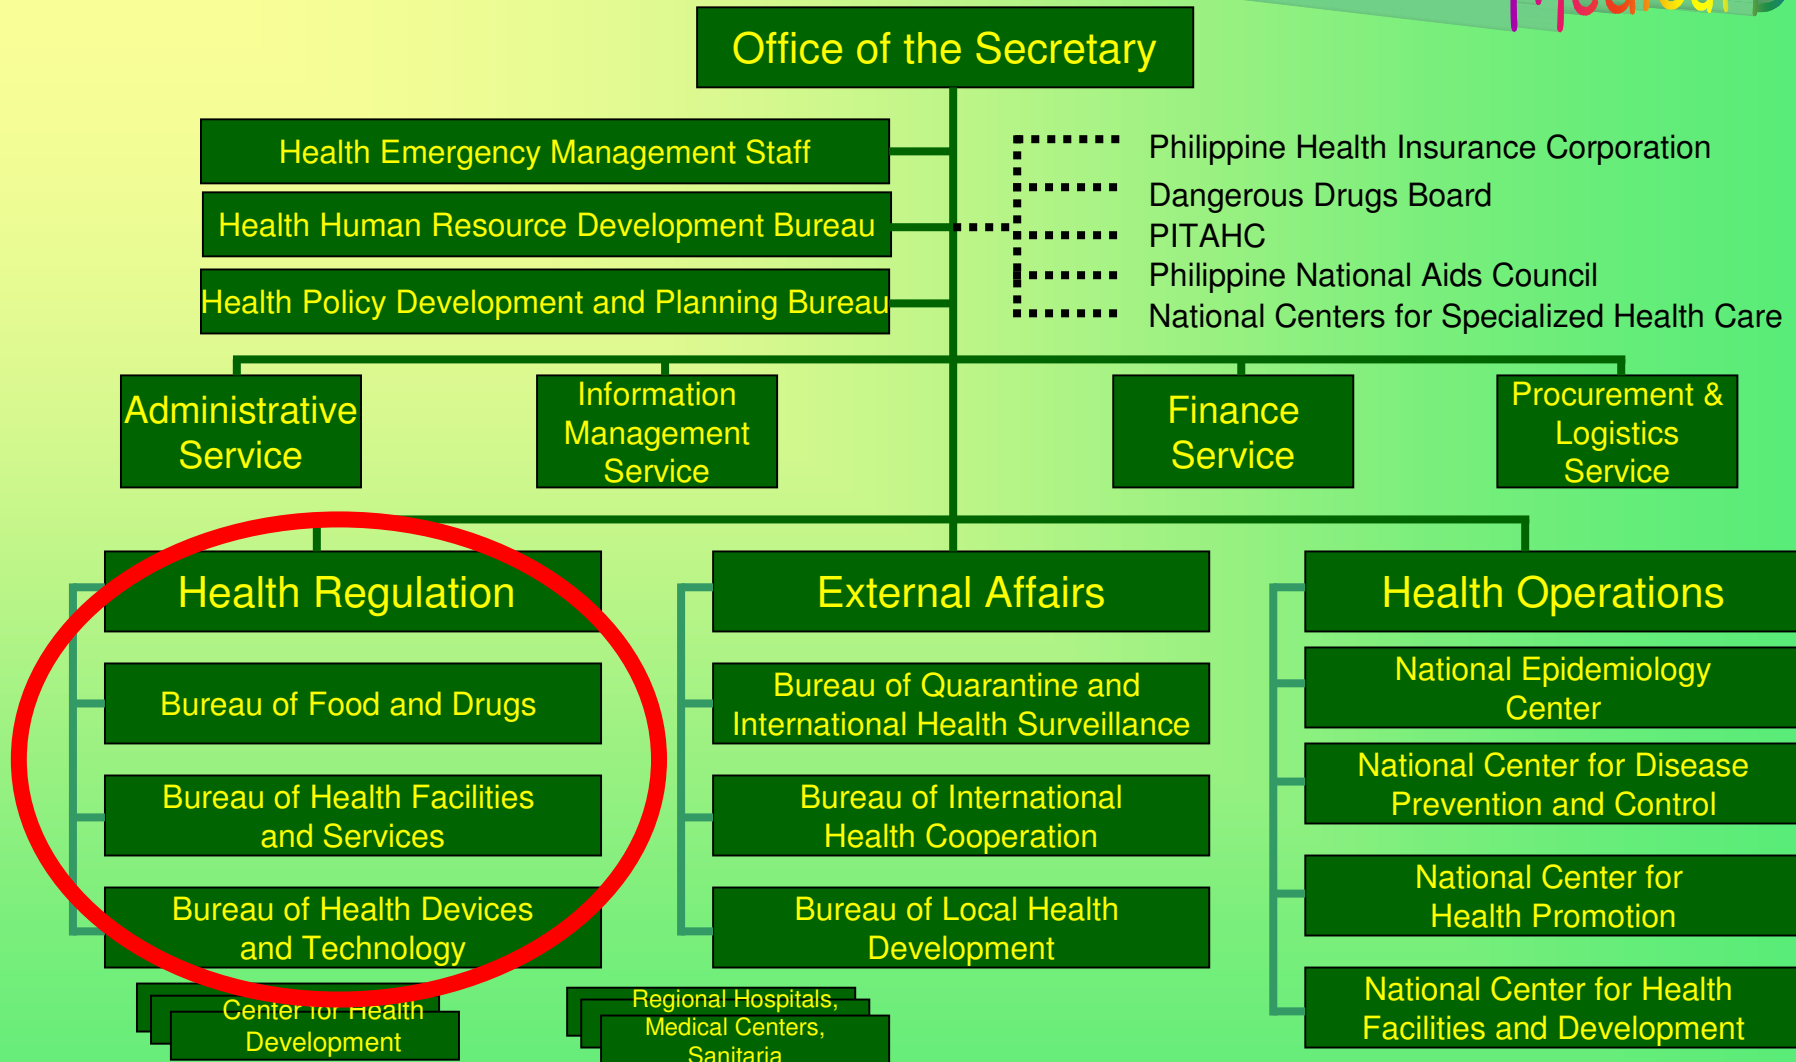 Medical
Office of the Secretary
Health Emergency Management Staff
Health Human Resource Development Bureau
Health Policy Development and Planning Bureau
Philippine Health Insurance Corporation
Dangerous Drugs Board
PITAHC
Philippine National Aids Council
National Centers for Specialized Health Care
Administrative
Service
Information
Management
Service
Finance
Service
Procurement &
Logistics
Service
Health Regulation
Bureau of Food and Drugs
Bureau of Health Facilities
and Services
Bureau of Health Devices
and Technology
External Affairs
Bureau of Quarantine and
International Health Surveillance
Bureau of International
Health Cooperation
Bureau of Local Health
Development
Health Operations
National Epidemiology
Center
National Center for Disease
Prevention and Control
National Center for
Health Promotion
National Center for Health
Facilities and Development
Center for Health
Development
Regional Hospitals,
Medical Centers,
Sanitaria